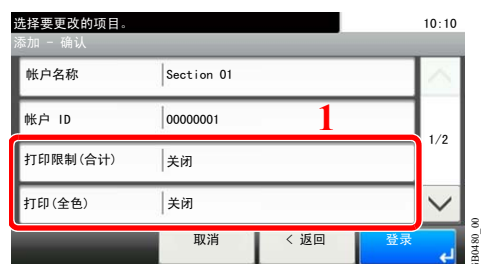 选择要更改的项目。 10:10
添加 - 确认
帐户名称 Section 01
帐户 ID 00000001
1
1/2
打印限制(合计) 关闭
打印(全色) 关闭
取消 < 返回 登录